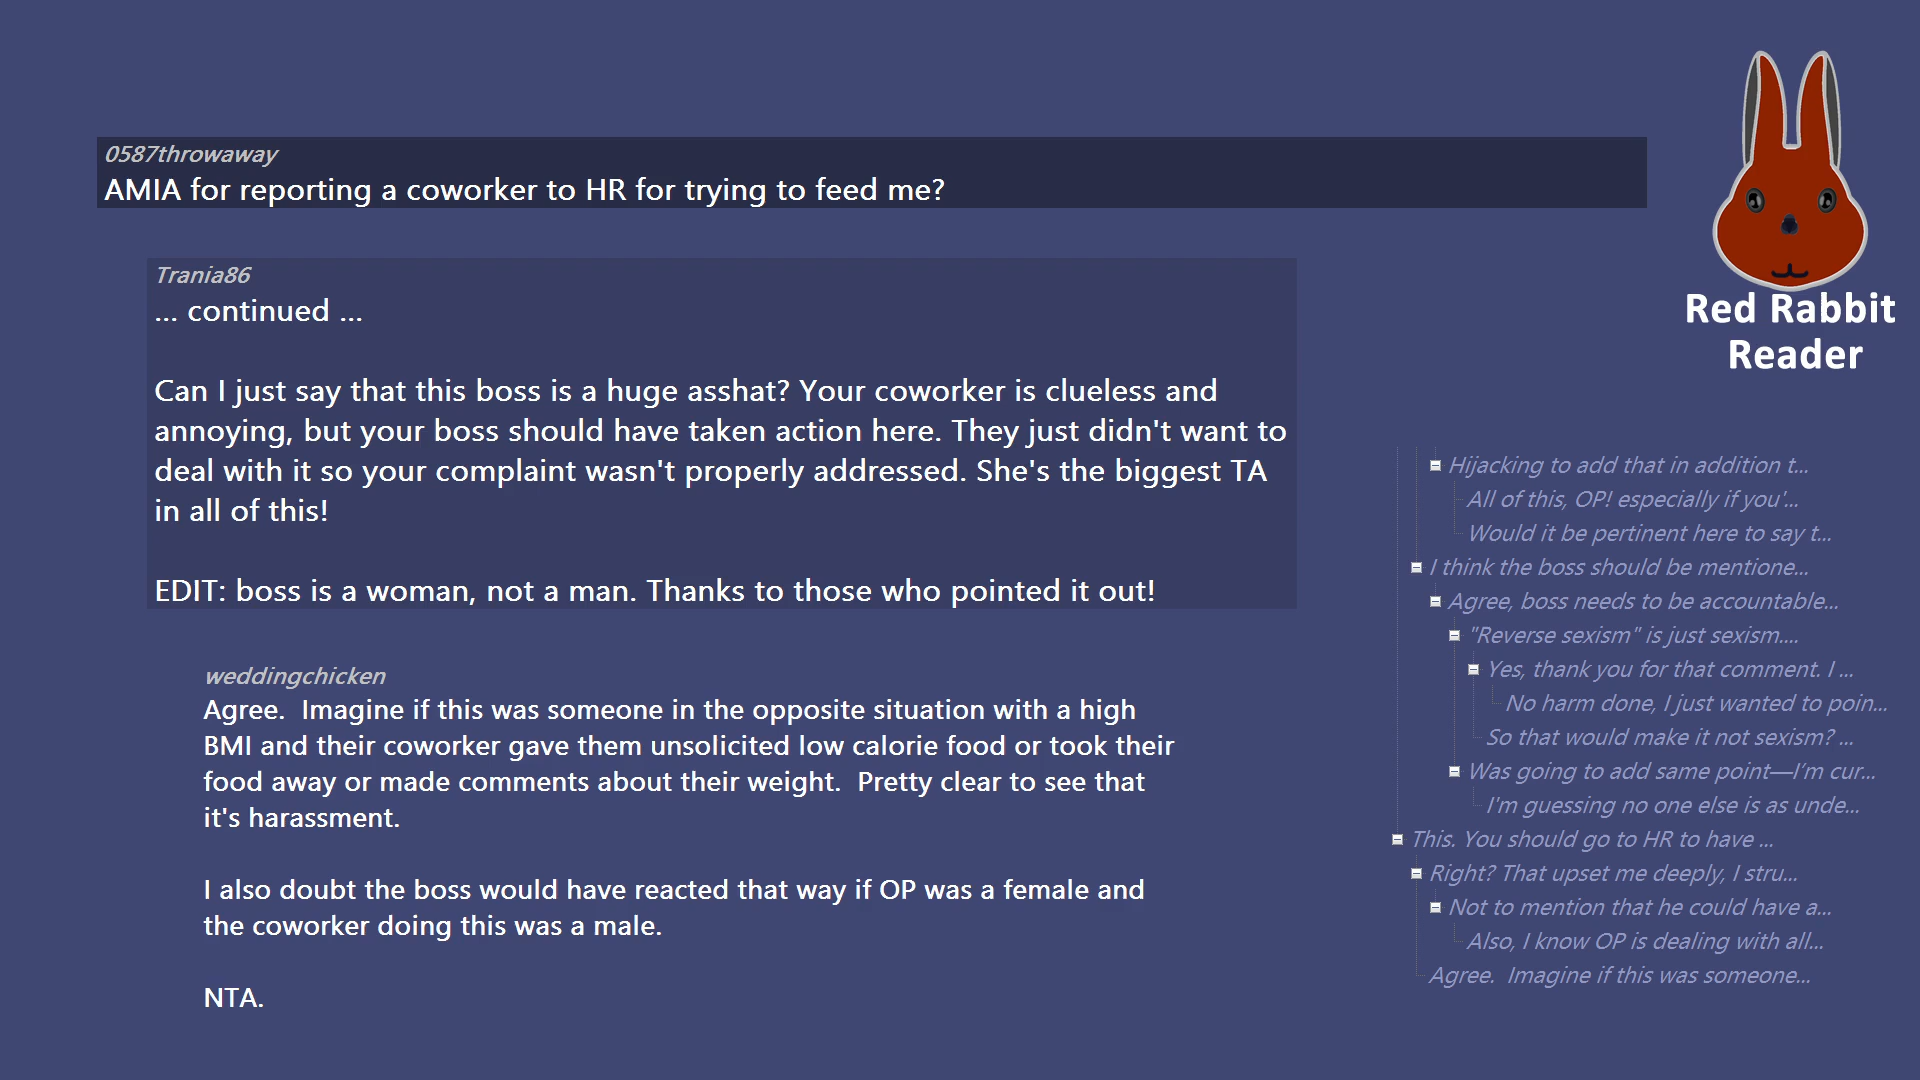 0587throwaway
AMIA for reporting a coworker to HR for trying to feed me?
Trania86
... continued ...
Can I just say that this boss is a huge asshat? Your coworker is clueless and
annoying, but your boss should have taken action here. They just didn't want to
deal with it so your complaint wasn't properly addressed. She's the biggest TA
in all of this!
EDIT: boss is a woman, not a man. Thanks to those who pointed it out!
weddingchicken
Agree.  Imagine if this was someone in the opposite situation with a high
BMI and their coworker gave them unsolicited low calorie food or took their
food away or made comments about their weight.  Pretty clear to see that
it's harassment.
I also doubt the boss would have reacted that way if OP was a female and
the coworker doing this was a male.
NTA.
Red Rabbit
Reader
Hijacking to add that in addition t...
All of this, OP! especially if you'...
Would it be pertinent here to say t...
I think the boss should be mentione...
Agree, boss needs to be accountable...
"Reverse sexism" is just sexism....
Yes, thank you for that comment. I ...
No harm done, I just wanted to poin...
So that would make it not sexism? ...
Was going to add same point—I'm cur...
I'm guessing no one else is as unde...
This. You should go to HR to have ...
Right? That upset me deeply, I stru...
Not to mention that he could have a...
Also, I know OP is dealing with all...
Agree.  Imagine if this was someone...